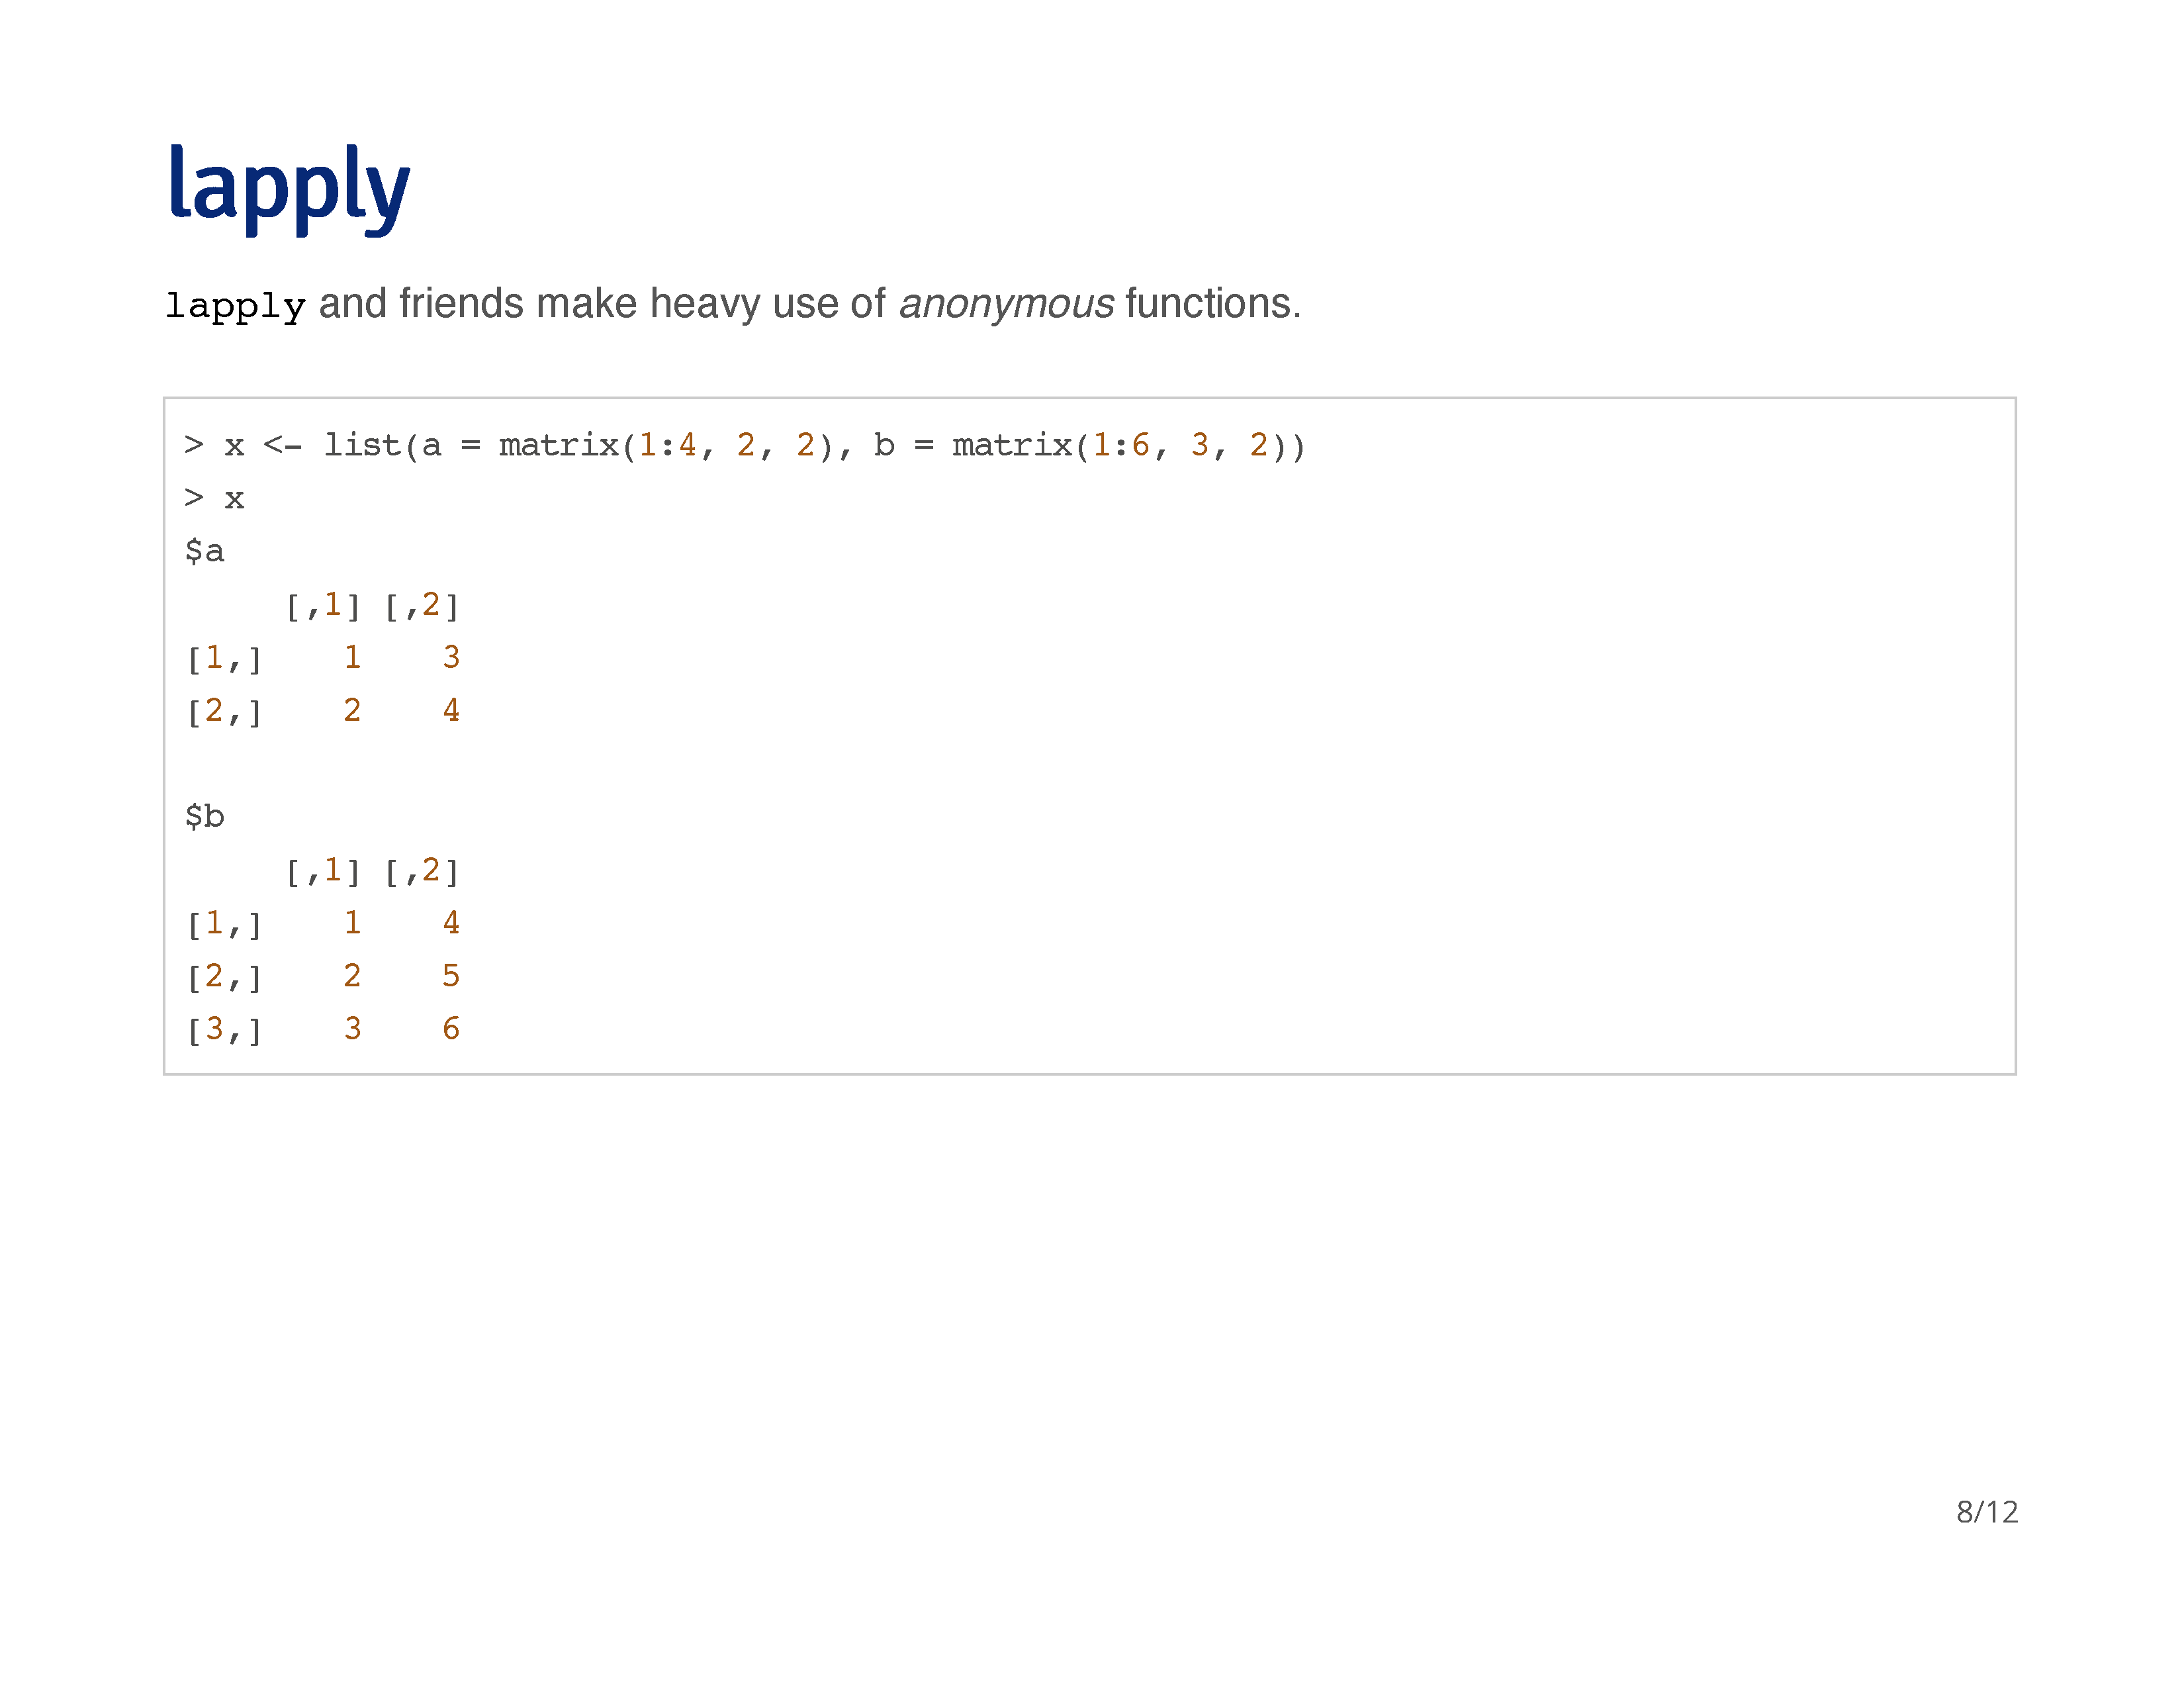 lapply
lapply and friends make heavy use of anonymous functions.
> x <- list(a = matrix(1:4, 2, 2), b = matrix(1:6, 3, 2))
> x
$a
     [,1] [,2]
[1,]    1    3
[2,]    2    4

$b
     [,1] [,2]
[1,]    1    4
[2,]    2    5
[3,]    3    6
8/12